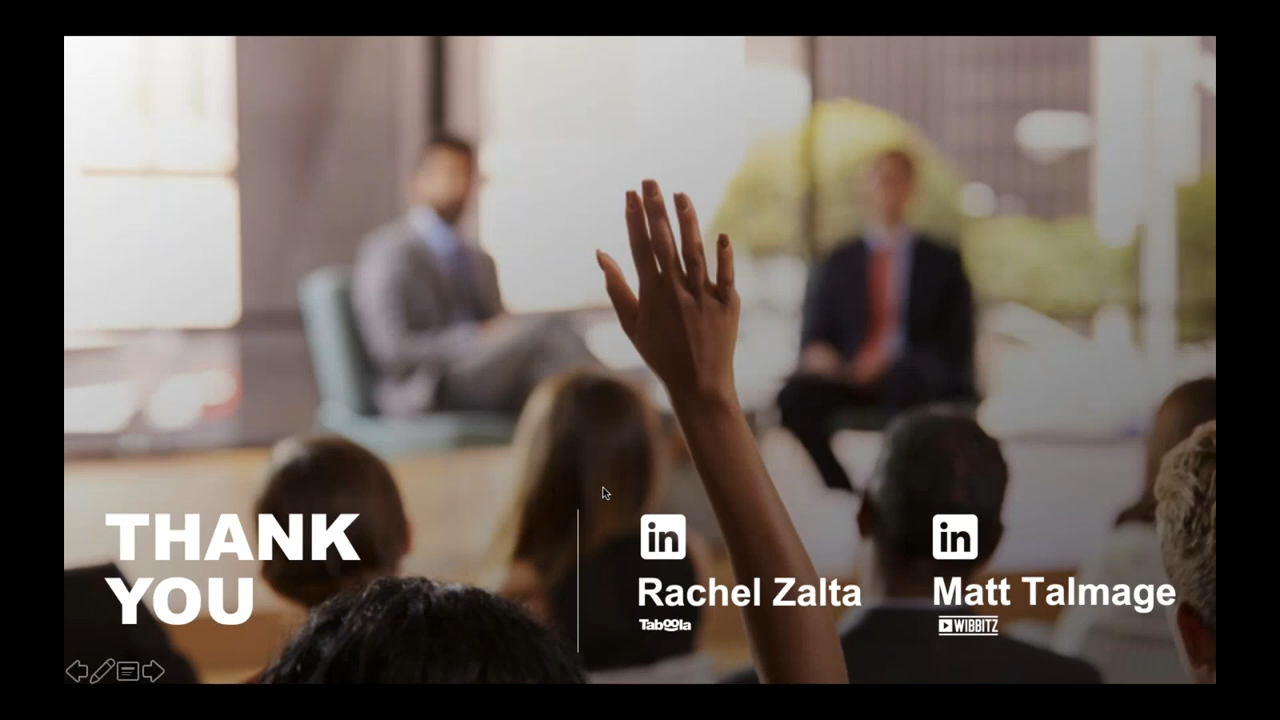 THANK
YOU
in
Rachel Zalta
Taboola
in
Matt Talmage
WIBBITZ